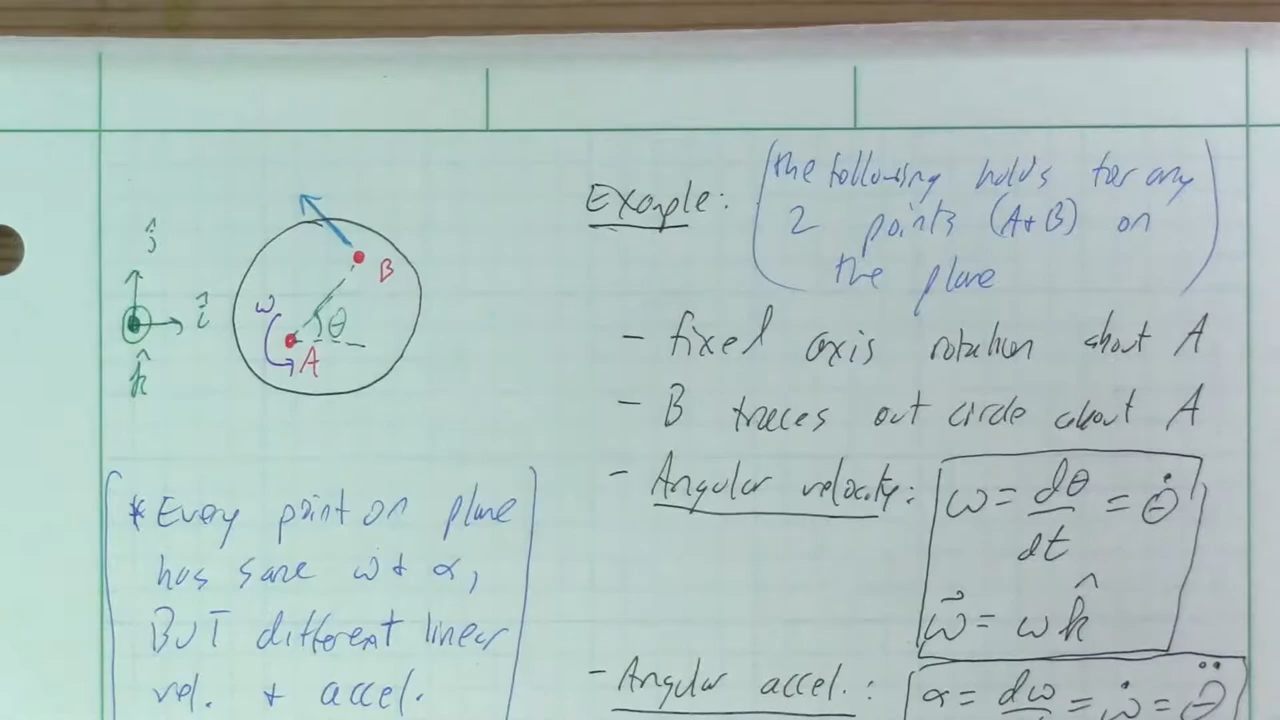 Example:
(the following holds for any
2 points (A+B) on
the plane)
- fixed axis rotation about A
- B traces out circle about A
- Angular velocity: ω = dθ/dt = θ̇
ω⃗ = ω k̂
- Angular accel.: α = dω = ω̇ = θ̈
ĵ
î
k̂
B
ω
θ
A
* Every point on plane
has same ω + α,
BUT different linear
vel. + accel.